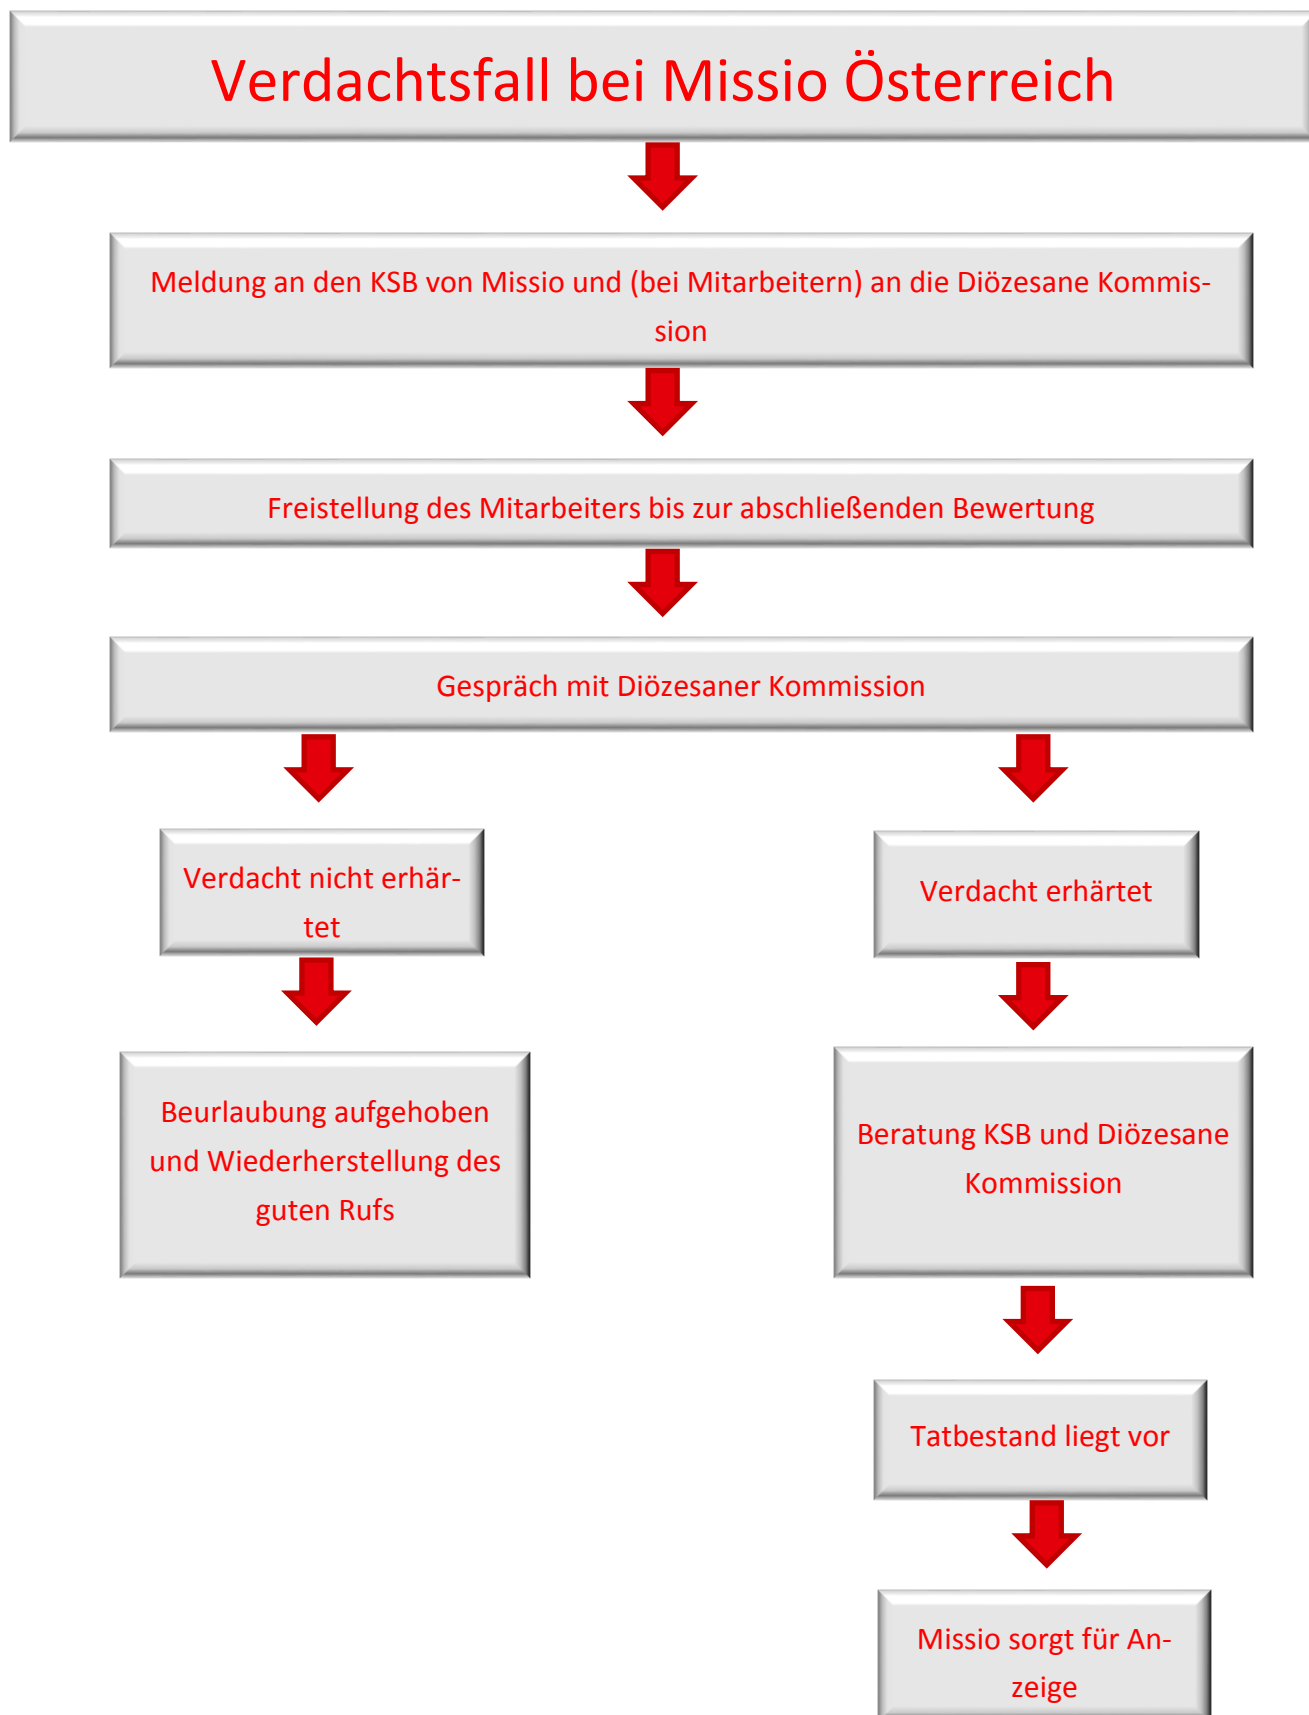 Verdachtsfall bei Missio Österreich
Meldung an den KSB von Missio und (bei Mitarbeitern) an die Diözesane Kommis-
sion
Freistellung des Mitarbeiters bis zur abschließenden Bewertung
Gespräch mit Diözesaner Kommission
Verdacht nicht erhär-
tet
Beurlaubung aufgehoben
und Wiederherstellung des
guten Rufs
Verdacht erhärtet
Beratung KSB und Diözesane
Kommission
Tatbestand liegt vor
Missio sorgt für An-
zeige